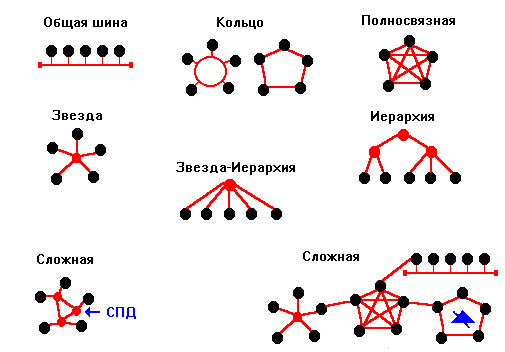 Общая шина
Кольцо
Полносвязная
Звезда
Иерархия
Звезда-Иерархия
Сложная
СПД
Сложная